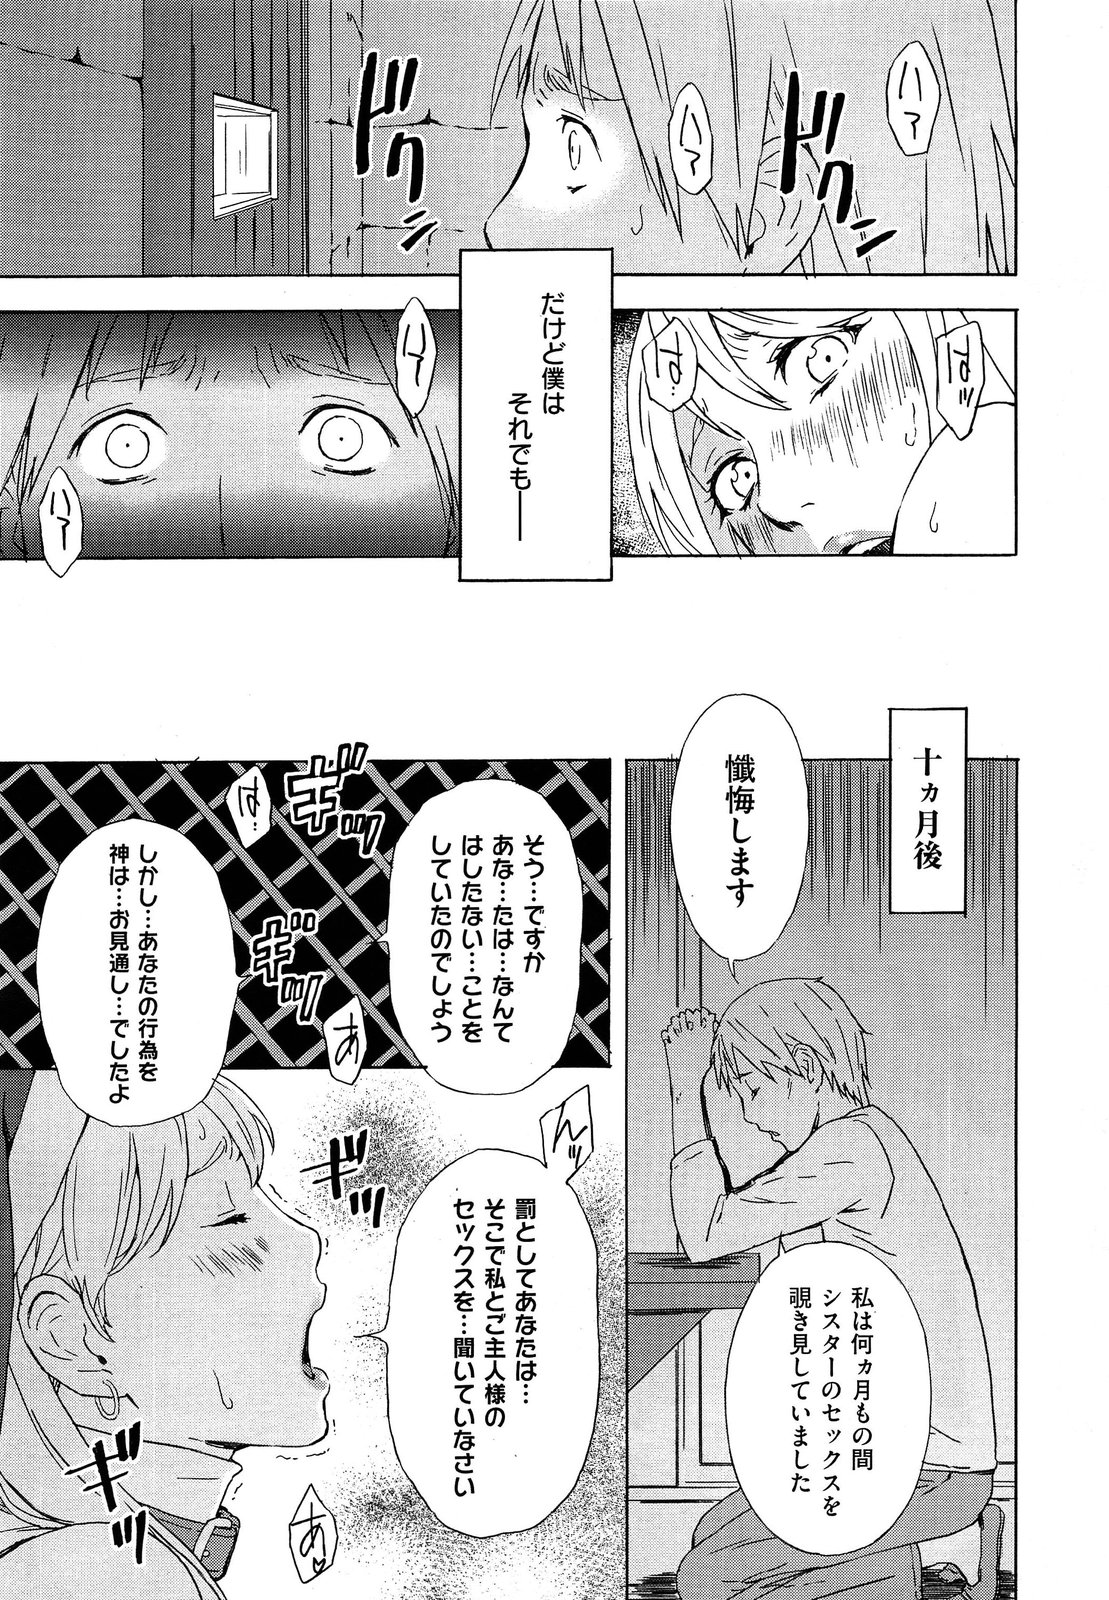 ハァ
ドク
ハァ
ドク
だけど僕は
それでも――
はッ
は…
ハァ
ハァ
十ヵ月後
懺悔します
私は何ヵ月もの間
シスターのセックスを
覗き見していました
そう…ですか
あな…たは…なんて
はしたない…ことを
していたのでしょう
ギシ
は…
ギシ
あ
しかし…あなたの行為を
神は…お見通し…でしたよ
んッ
罰としてあなたは…
そこで私とご主人様の
セックスを…聞いていなさい
ギッ
あ♡
ギッ